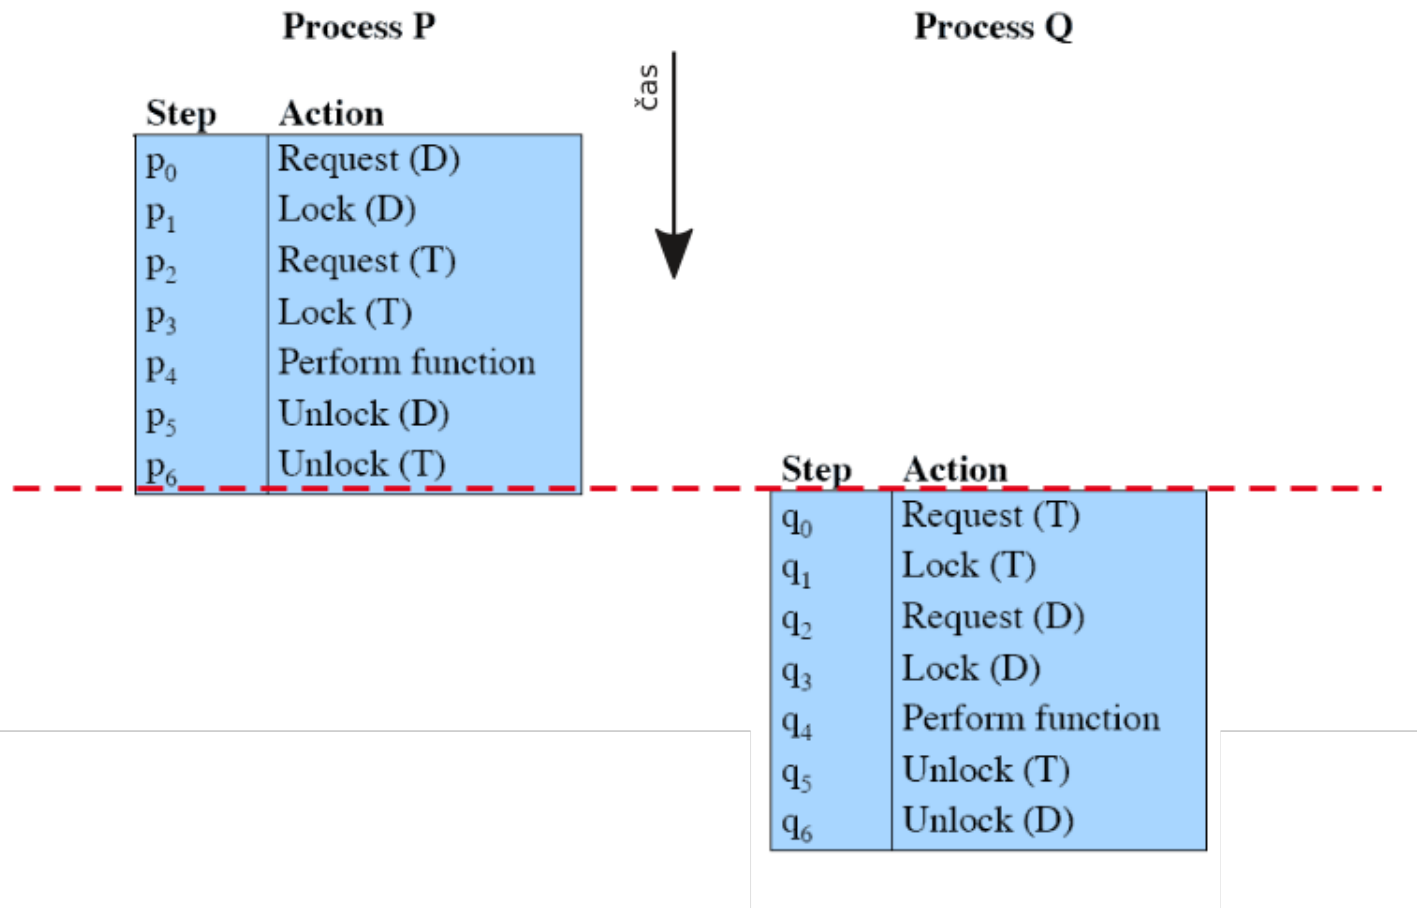 Process P
Process Q
čas
Step Action
p0 Request (D)
p1 Lock (D)
p2 Request (T)
p3 Lock (T)
p4 Perform function
p5 Unlock (D)
p6 Unlock (T)
Step Action
q0 Request (T)
q1 Lock (T)
q2 Request (D)
q3 Lock (D)
q4 Perform function
q5 Unlock (T)
q6 Unlock (D)